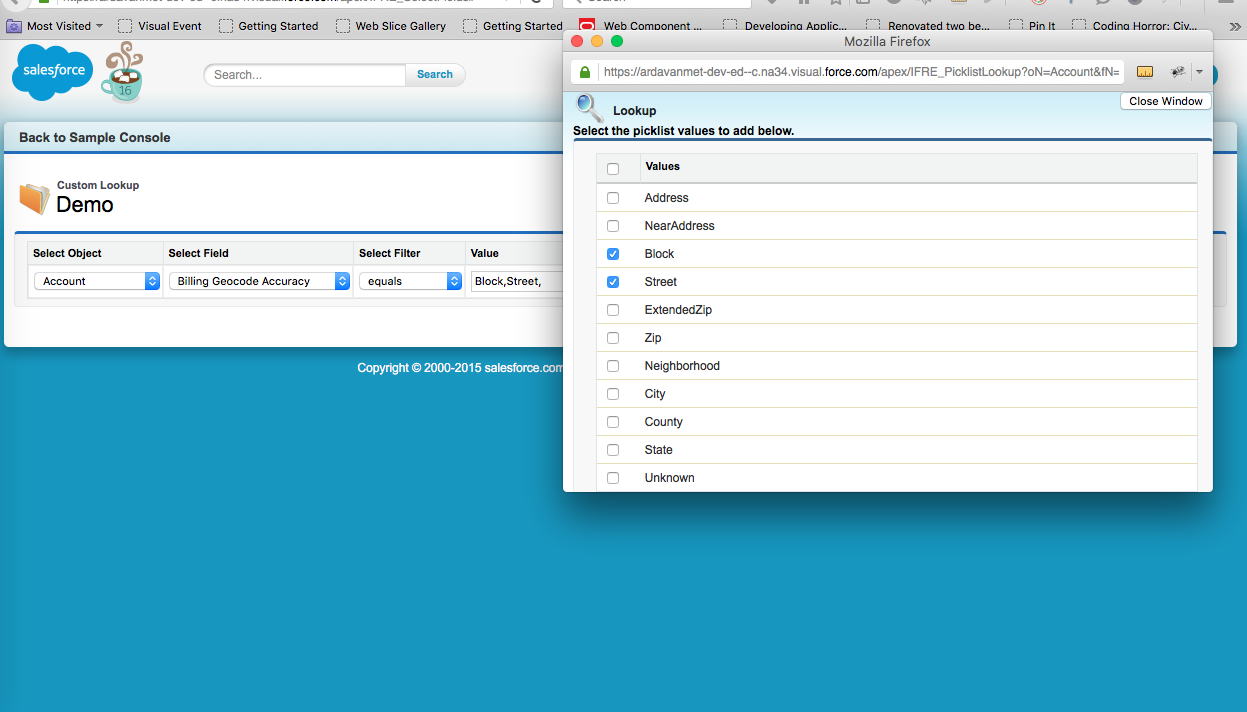 Most Visited
Visual Event
Getting Started
Web Slice Gallery
Getting Started
Web Component ...
Developing Applic...
Renovated two be...
Pin It
Coding Horror: Civ...
salesforce
16
Search...
Search
Back to Sample Console
Custom Lookup
Demo
Select Object
Select Field
Select Filter
Value
Account
Billing Geocode Accuracy
equals
Block,Street,
Copyright © 2000-2015 salesforce.com
Mozilla Firefox
https://ardavanmet-dev-ed--c.na34.visual.force.com/apex/IFRE_PicklistLookup?oN=Account&fN=
Close Window
Lookup
Select the picklist values to add below.
Values
Address
NearAddress
Block
Street
ExtendedZip
Zip
Neighborhood
City
County
State
Unknown